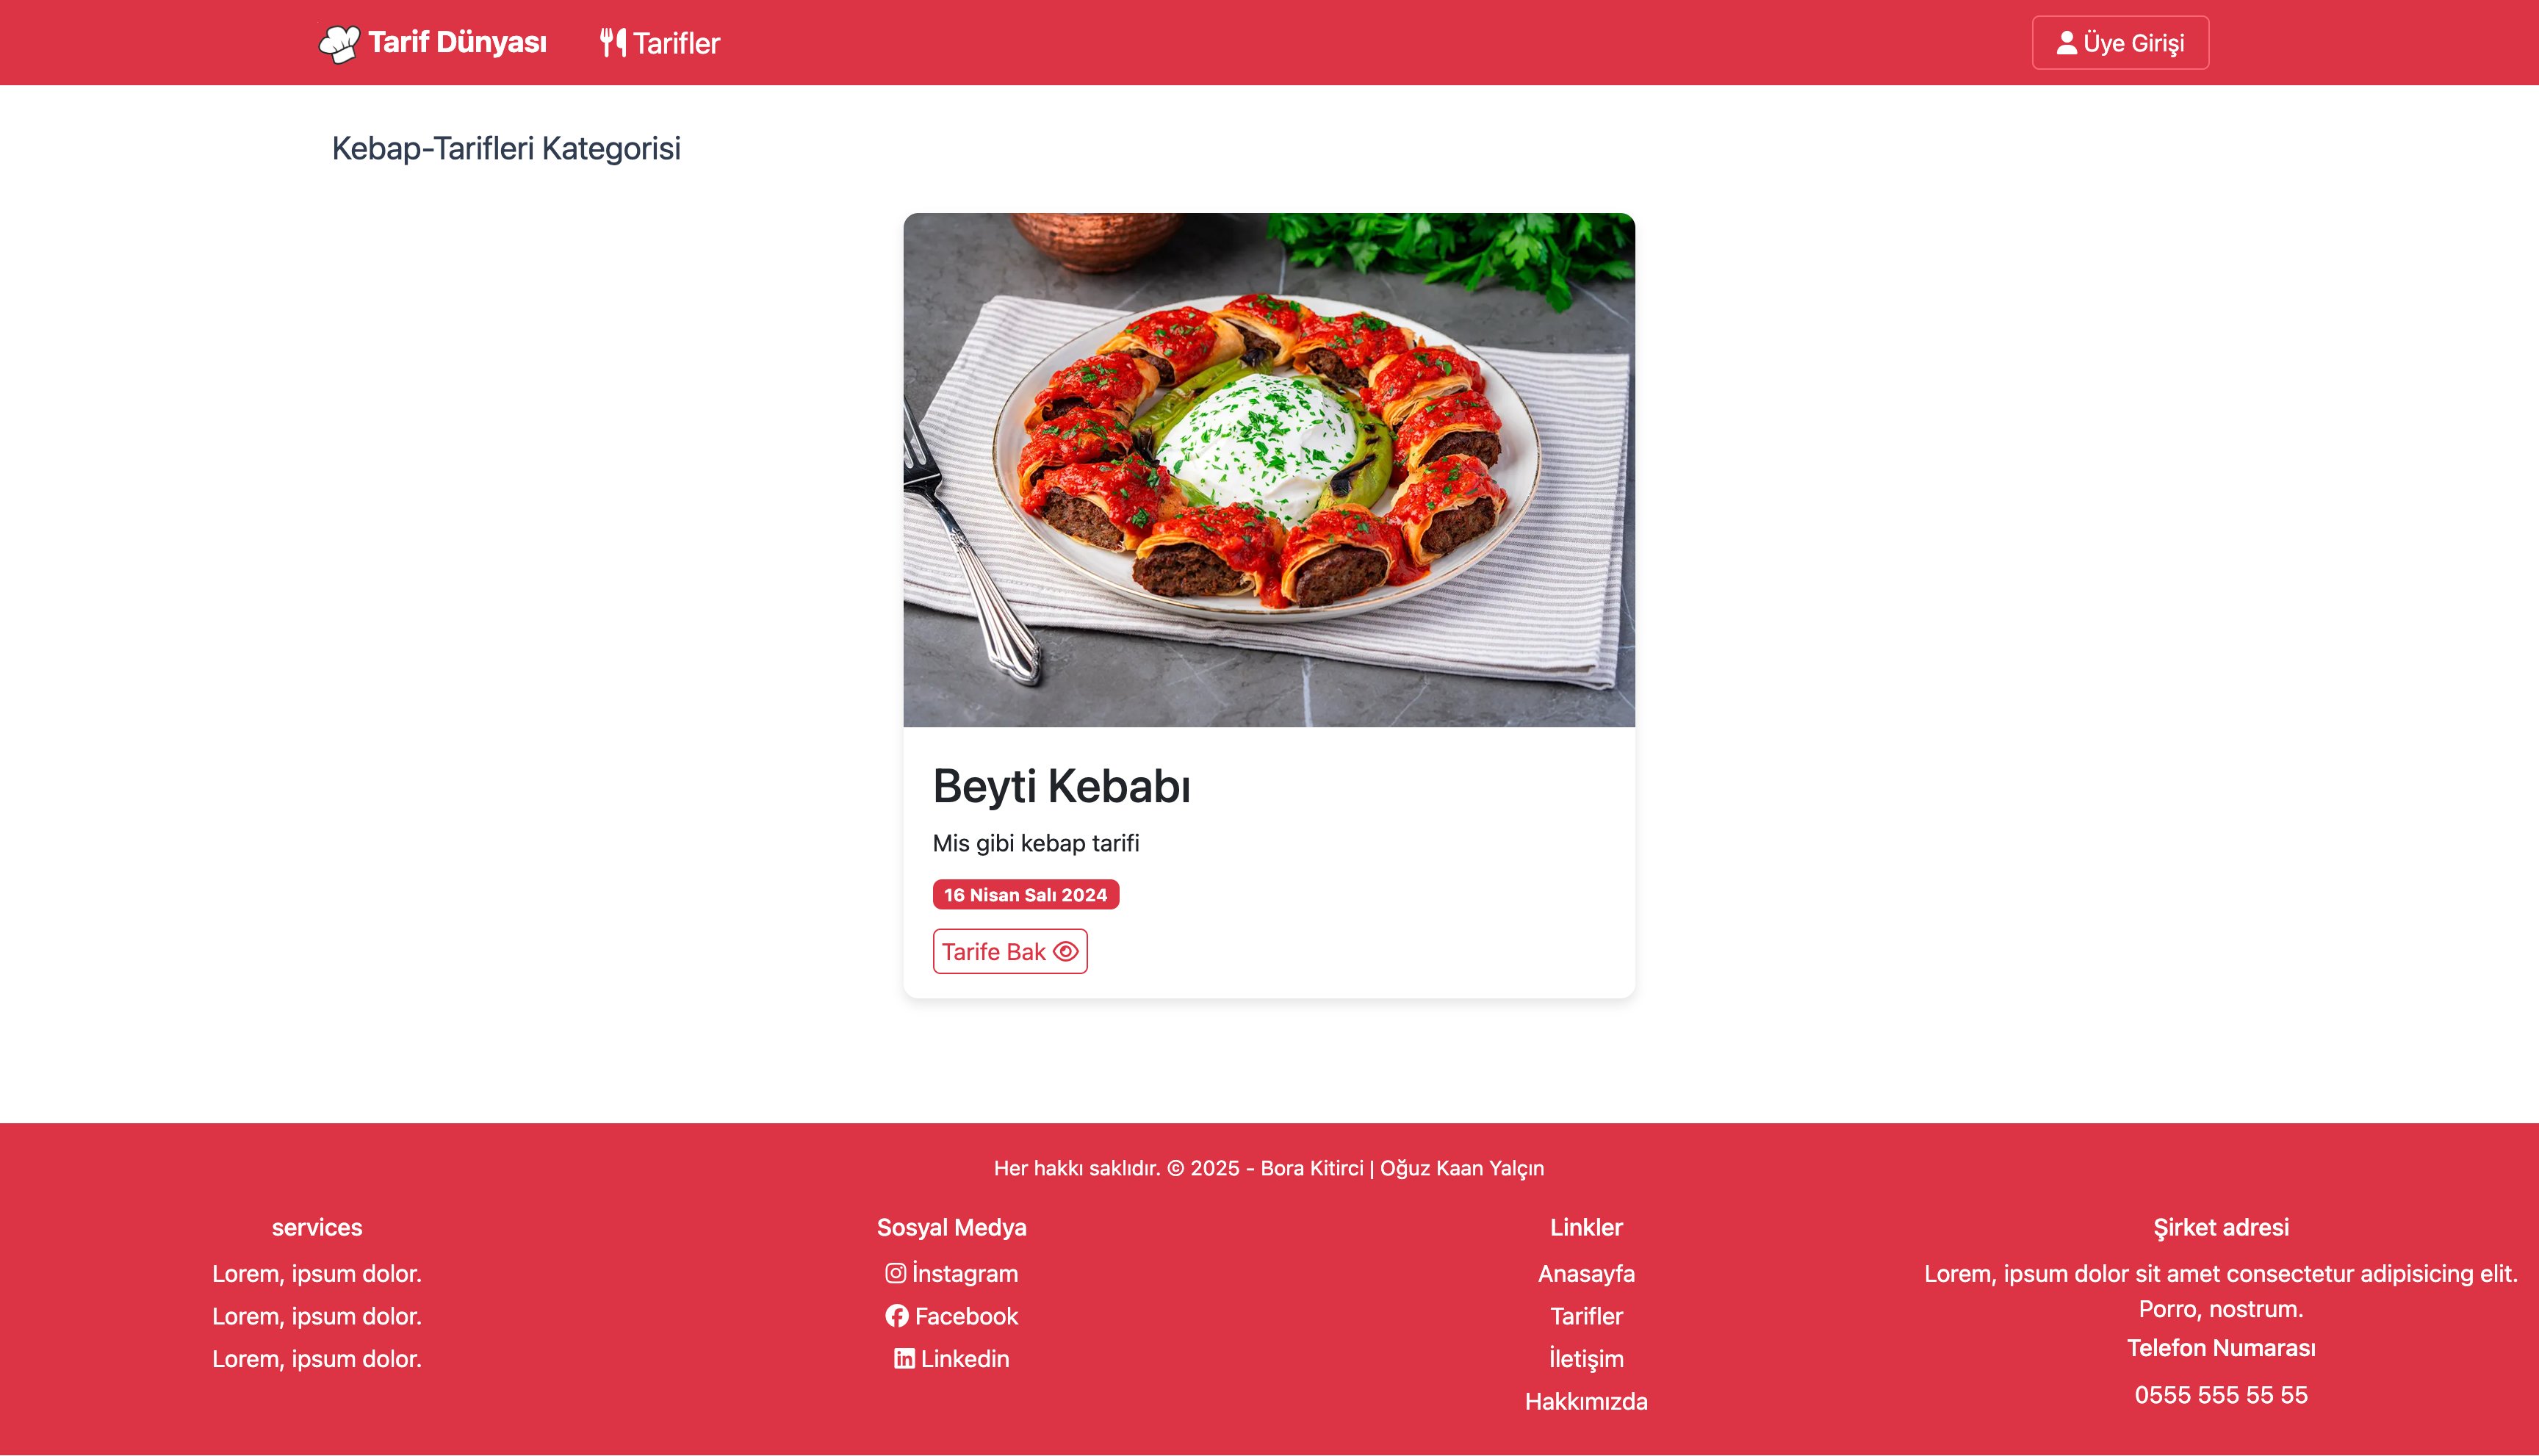 Tarif Dünyası
Tarifler
Üye Girişi
Kebap-Tarifleri Kategorisi
Beyti Kebabı
Mis gibi kebap tarifi
16 Nisan Salı 2024
Tarife Bak
Her hakkı saklıdır. © 2025 - Bora Kitirci | Oğuz Kaan Yalçın
services
Lorem, ipsum dolor.
Lorem, ipsum dolor.
Lorem, ipsum dolor.
Sosyal Medya
İnstagram
Facebook
Linkedin
Linkler
Anasayfa
Tarifler
İletişim
Hakkımızda
Şirket adresi
Lorem, ipsum dolor sit amet consectetur adipisicing elit.
Porro, nostrum.
Telefon Numarası
0555 555 55 55